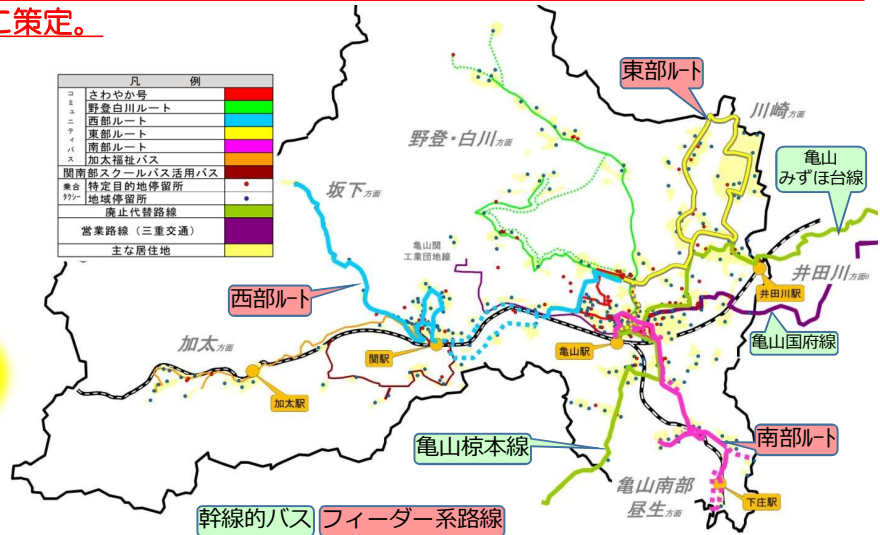 に策定。
凡 例
コミュニティバス
さわやか号
野登白川ルート
西部ルート
東部ルート
南部ルート
加太福祉バス
関南部スクールバス活用バス
乗合タクシー
特定目的地停留所
地域停留所
廃止代替路線
営業路線（三重交通）
主な居住地
東部ルート
川崎方面
野登・白川方面
亀山
みずほ台線
坂下方面
亀山関
工業団地線
井田川方面
井田川駅
西部ルート
加太方面
関駅
亀山駅
亀山国府線
加太駅
亀山椋本線
南部ルート
亀山南部
昼生方面
下庄駅
幹線的バス
フィーダー系路線